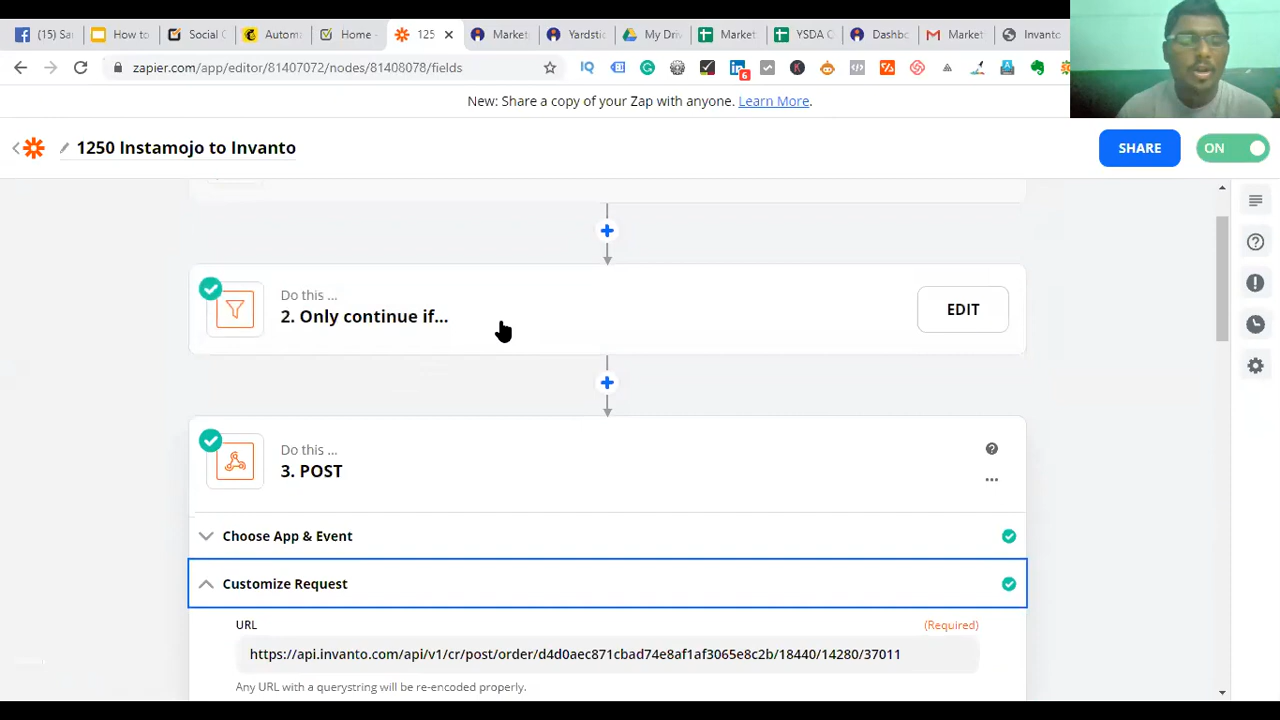 (15) Sa
How to
Social C
Autom
Home
125
Market
Yardstic
My Driv
Market
YSDA C
Dashbo
Market
Invanto
zapier.com/app/editor/81407072/nodes/81408078/fields
6
New: Share a copy of your Zap with anyone. Learn More.
1250 Instamojo to Invanto
SHARE
ON
Do this ...
2. Only continue if...
EDIT
Do this ...
3. POST
Choose App & Event
Customize Request
URL
(Required)
https://api.invanto.com/api/v1/cr/post/order/d4d0aec871cbad74e8af1af3065e8c2b/18440/14280/37011
Any URL with a querystring will be re-encoded properly.